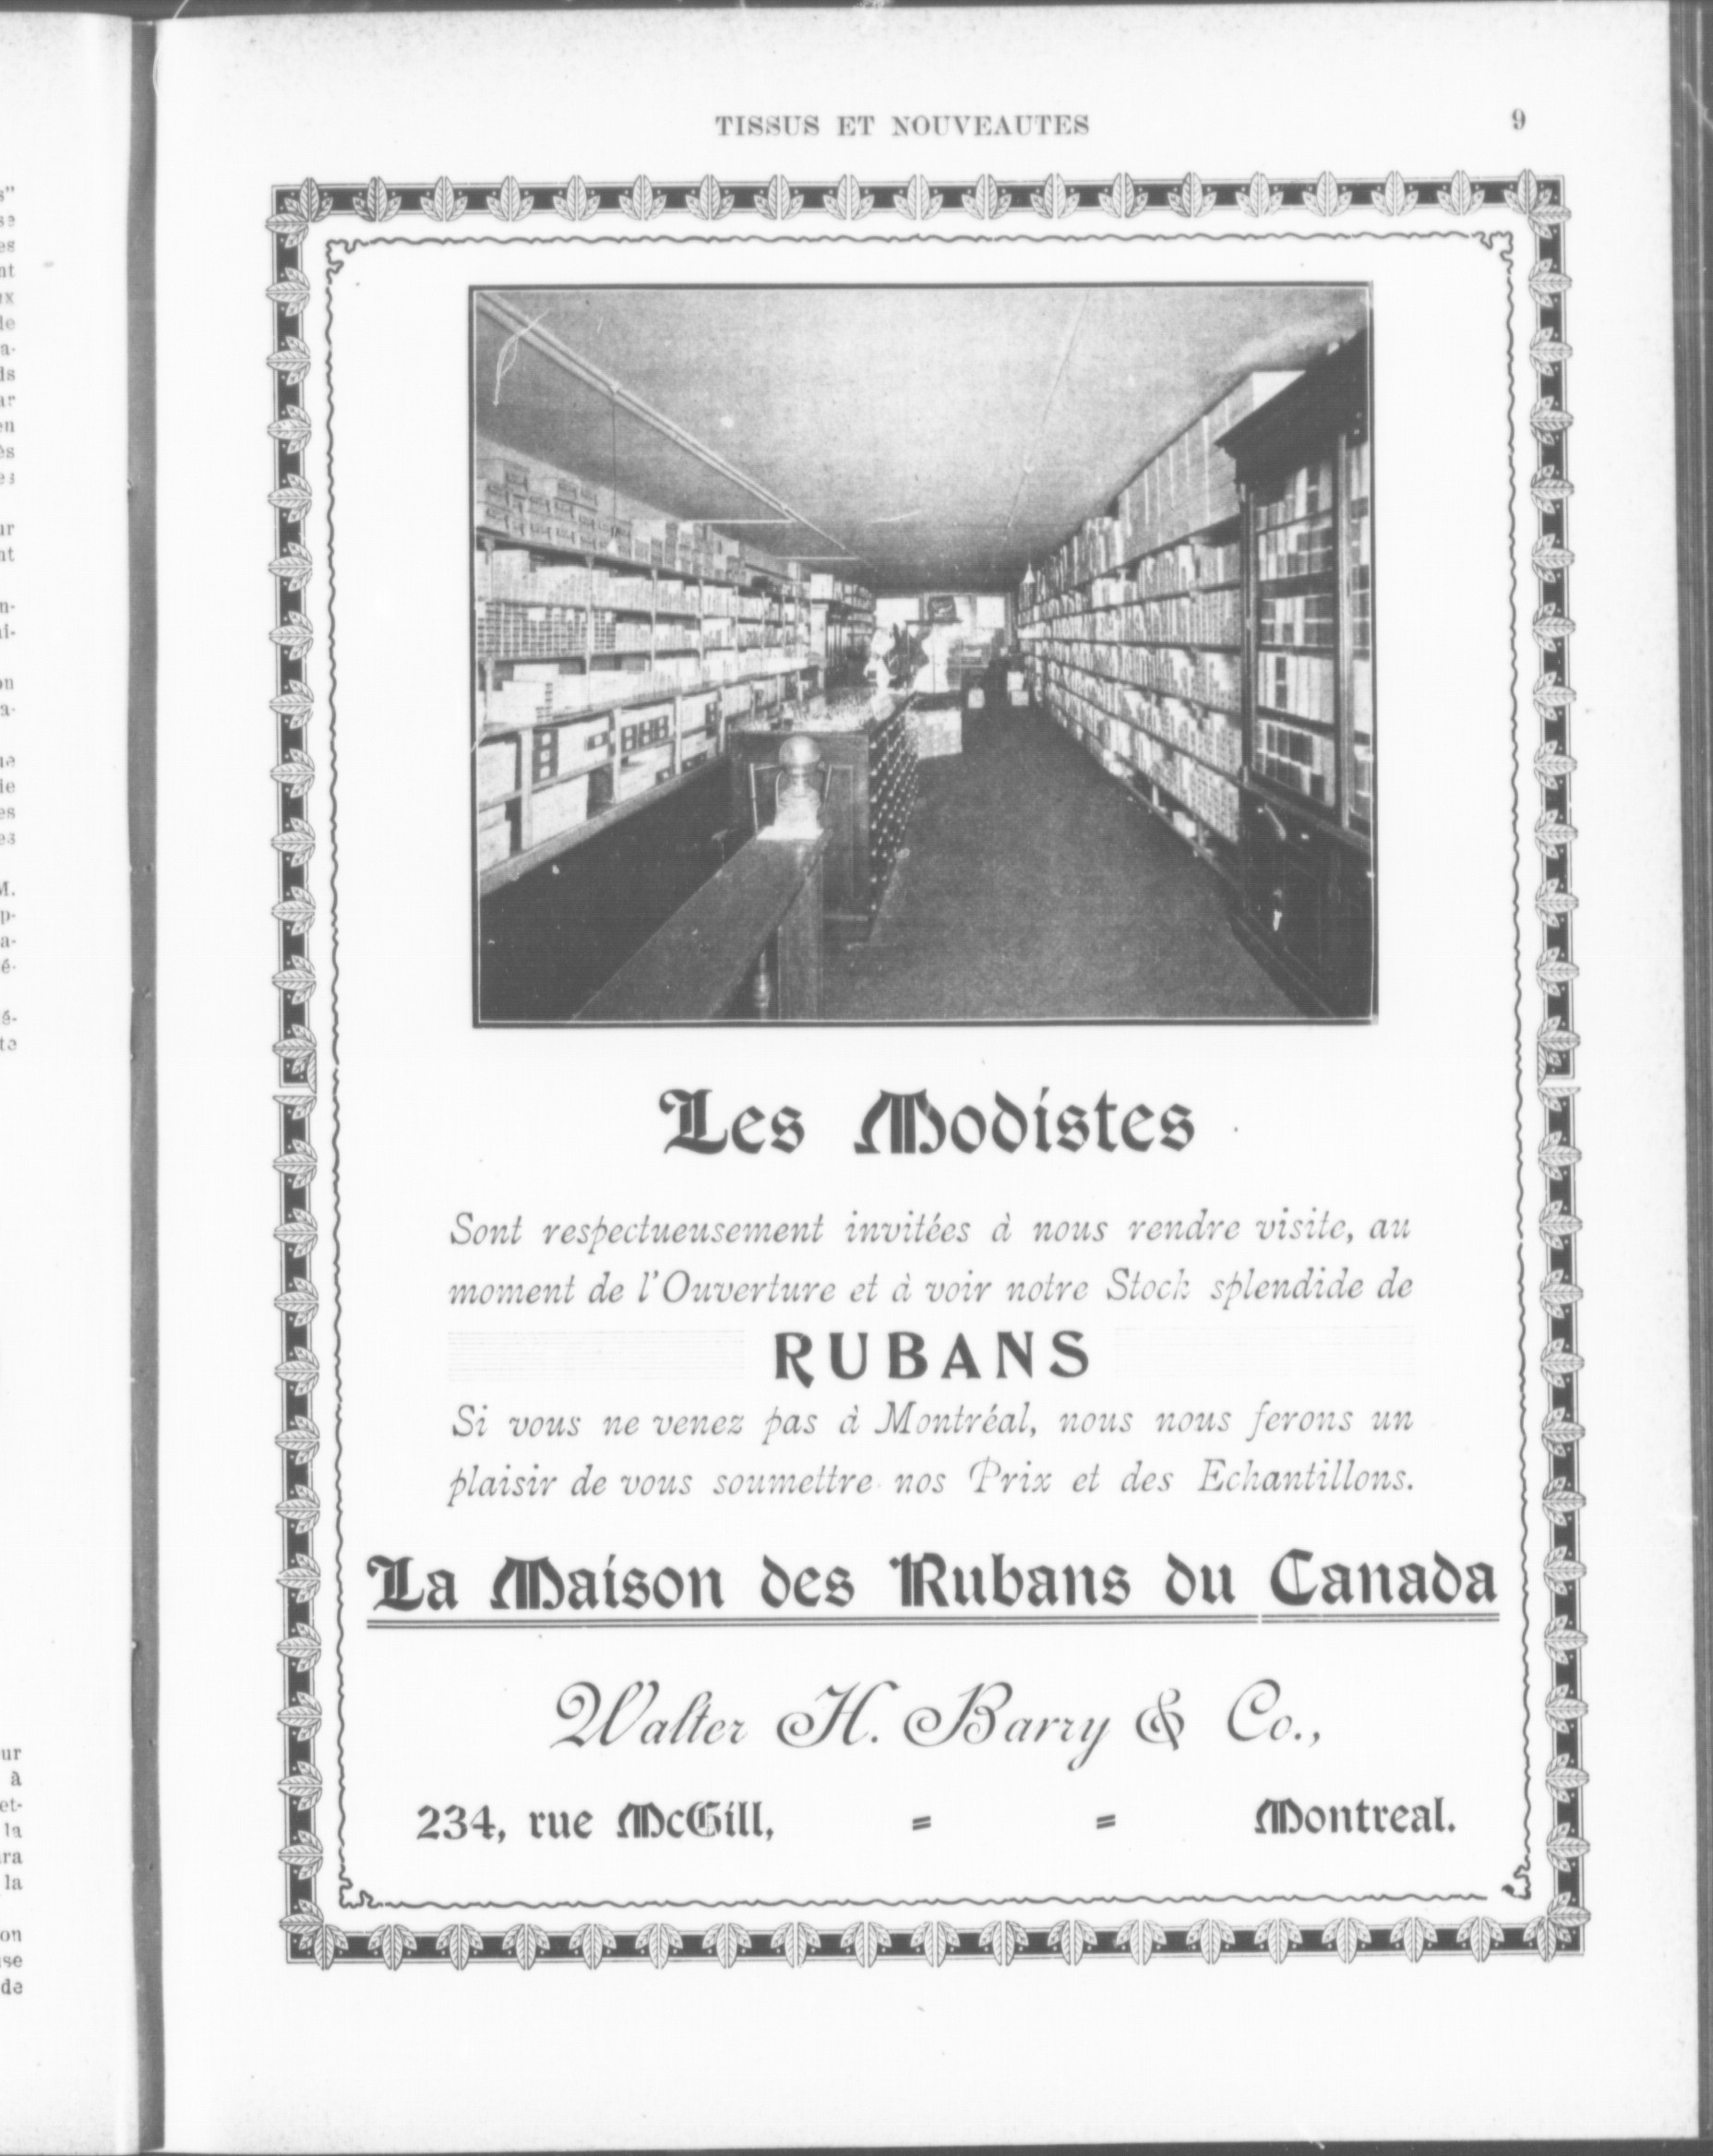 TISSUS ET NOUVEAUTES 9
Les Modistes
Sont respectueusement invitées à nous rendre visite, au
moment de l'Ouverture et à voir notre Stock splendide de
RUBANS
Si vous ne venez pas à Montréal, nous nous ferons un
plaisir de vous soumettre nos Prix et des Echantillons.
La Maison des Rubans du Canada
Walter H. Barry & Co.,
234, rue McGill, = = Montreal.